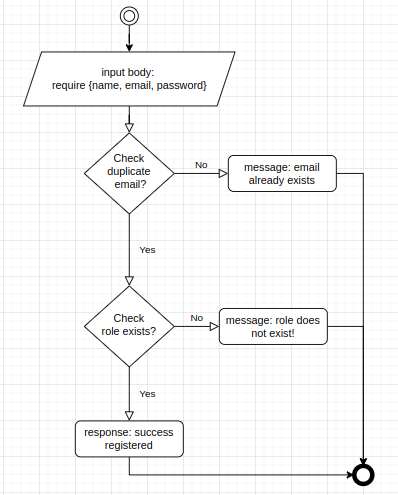 input body:
require {name, email, password}
Check
duplicate
email?
No
message: email
already exists
Yes
Check
role exists?
No
message: role does
not exist!
Yes
response: success
registered